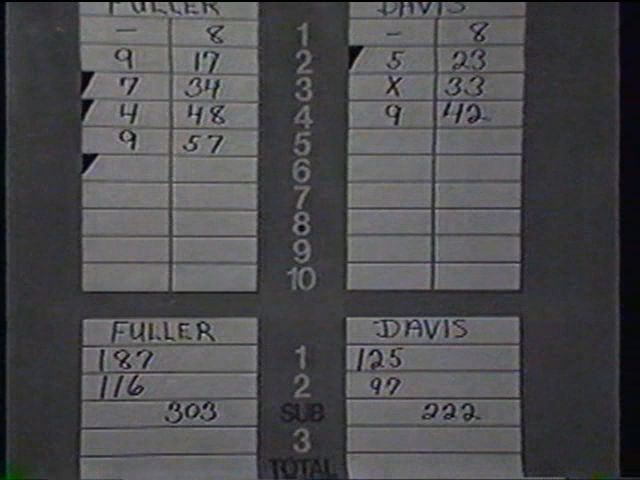 FULLER DAVIS
- 8 1 - 8
9 17 2 5 23
7 34 3 X 33
4 48 4 9 42
9 57 5
6
7
8
9
10
FULLER DAVIS
187 1 125
116 2 97
303 SUB 222
3
TOTAL